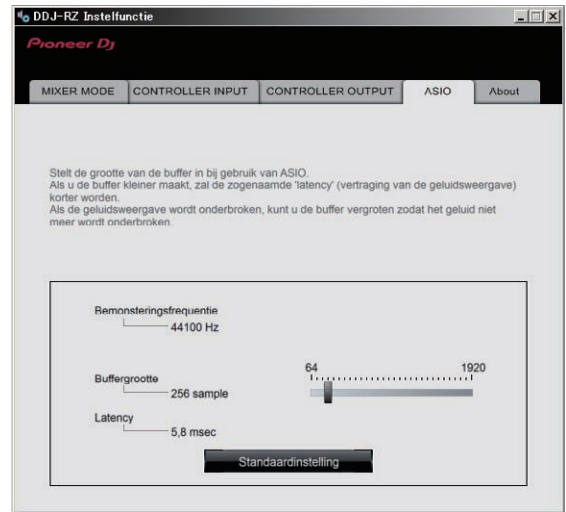 DDJ-RZ Instelfunctie
Pioneer Dj
MIXER MODE CONTROLLER INPUT CONTROLLER OUTPUT ASIO About
Stelt de grootte van de buffer in bij gebruik van ASIO.
Als u de buffer kleiner maakt, zal de zogenaamde 'latency' (vertraging van de geluidsweergave)
korter worden.
Als de geluidsweergave wordt onderbroken, kunt u de buffer vergroten zodat het geluid niet
meer wordt onderbroken.
Bemonsteringsfrequentie
44100 Hz
64 1920
Buffergrootte
256 sample
Latency
5,8 msec
Standaardinstelling